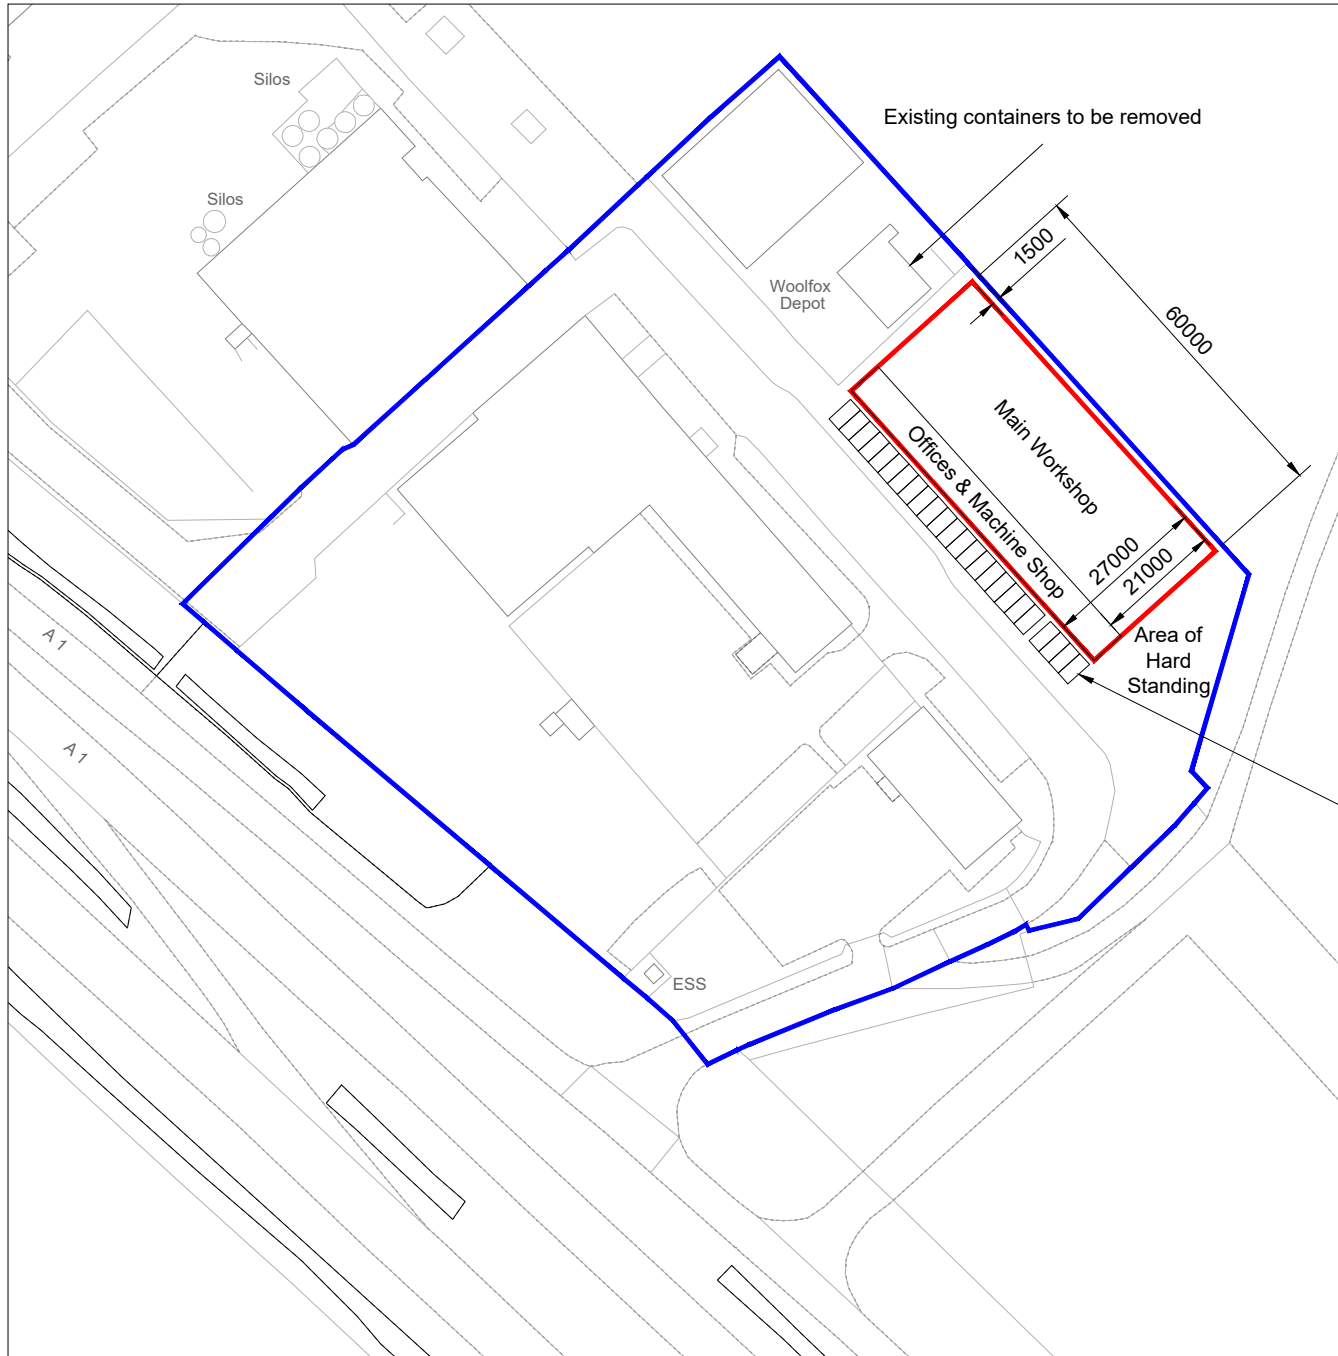 Silos
Existing containers to be removed
Silos
1500
Woolfox
Depot
60000
Main Workshop
Offices & Machine Shop
27000
21000
Area of
Hard
Standing
A 1
A 1
ESS